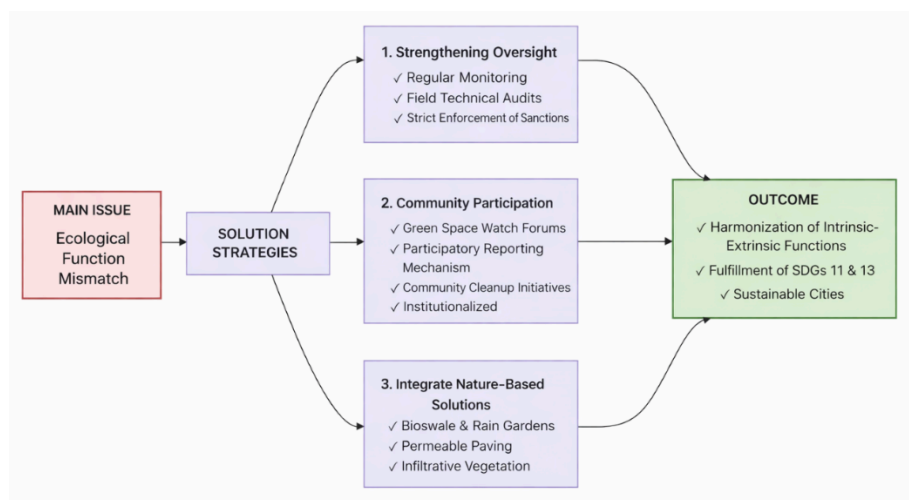 MAIN ISSUE
Ecological
Function
Mismatch
SOLUTION
STRATEGIES
1. Strengthening Oversight
✓ Regular Monitoring
✓ Field Technical Audits
✓ Strict Enforcement of Sanctions
2. Community Participation
✓ Green Space Watch Forums
✓ Participatory Reporting
Mechanism
✓ Community Cleanup Initiatives
✓ Institutionalized
3. Integrate Nature-Based
Solutions
✓ Bioswale & Rain Gardens
✓ Permeable Paving
✓ Infiltrative Vegetation
OUTCOME
✓ Harmonization of Intrinsic-
Extrinsic Functions
✓ Fulfillment of SDGs 11 & 13
✓ Sustainable Cities